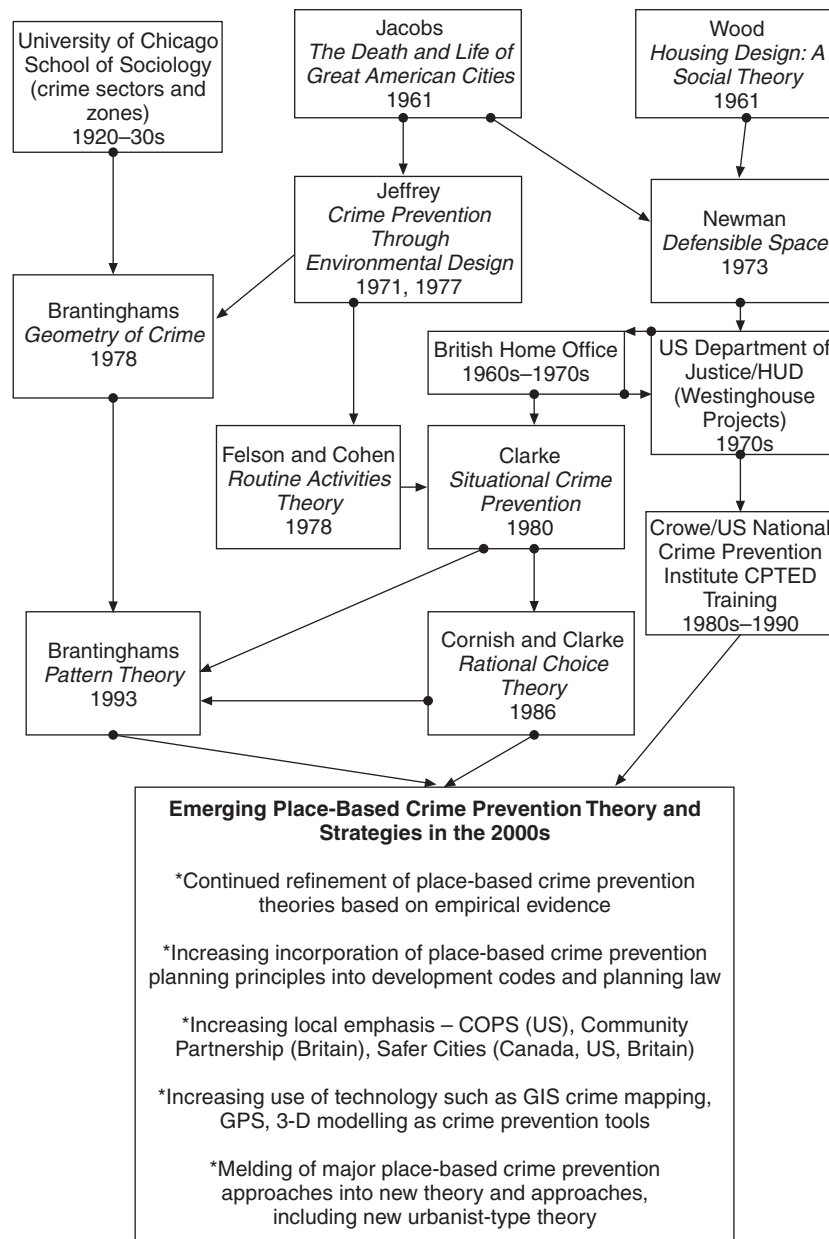 University of Chicago
School of Sociology
(crime sectors and
zones)
1920–30s
Jacobs
The Death and Life of
Great American Cities
1961
Wood
Housing Design: A
Social Theory
1961
Jeffrey
Crime Prevention
Through
Environmental Design
1971, 1977
Newman
Defensible Space
1973
Brantinghams
Geometry of Crime
1978
British Home Office
1960s–1970s
US Department of
Justice/HUD
(Westinghouse
Projects)
1970s
Felson and Cohen
Routine Activities
Theory
1978
Clarke
Situational Crime
Prevention
1980
Crowe/US National
Crime Prevention
Institute CPTED
Training
1980s–1990
Brantinghams
Pattern Theory
1993
Cornish and Clarke
Rational Choice
Theory
1986
Emerging Place-Based Crime Prevention Theory and
Strategies in the 2000s
*Continued refinement of place-based crime prevention
theories based on empirical evidence
*Increasing incorporation of place-based crime prevention
planning principles into development codes and planning law
*Increasing local emphasis – COPS (US), Community
Partnership (Britain), Safer Cities (Canada, US, Britain)
*Increasing use of technology such as GIS crime mapping,
GPS, 3-D modelling as crime prevention tools
*Melding of major place-based crime prevention
approaches into new theory and approaches,
including new urbanist-type theory